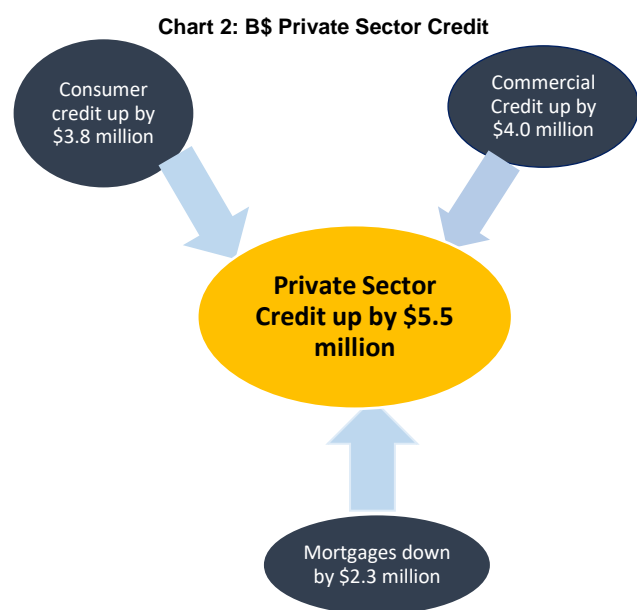 Chart 2: B$ Private Sector Credit
Consumer
credit up by
$3.8 million
Commercial
Credit up by
$4.0 million
Private Sector
Credit up by $5.5
million
Mortgages down
by $2.3 million